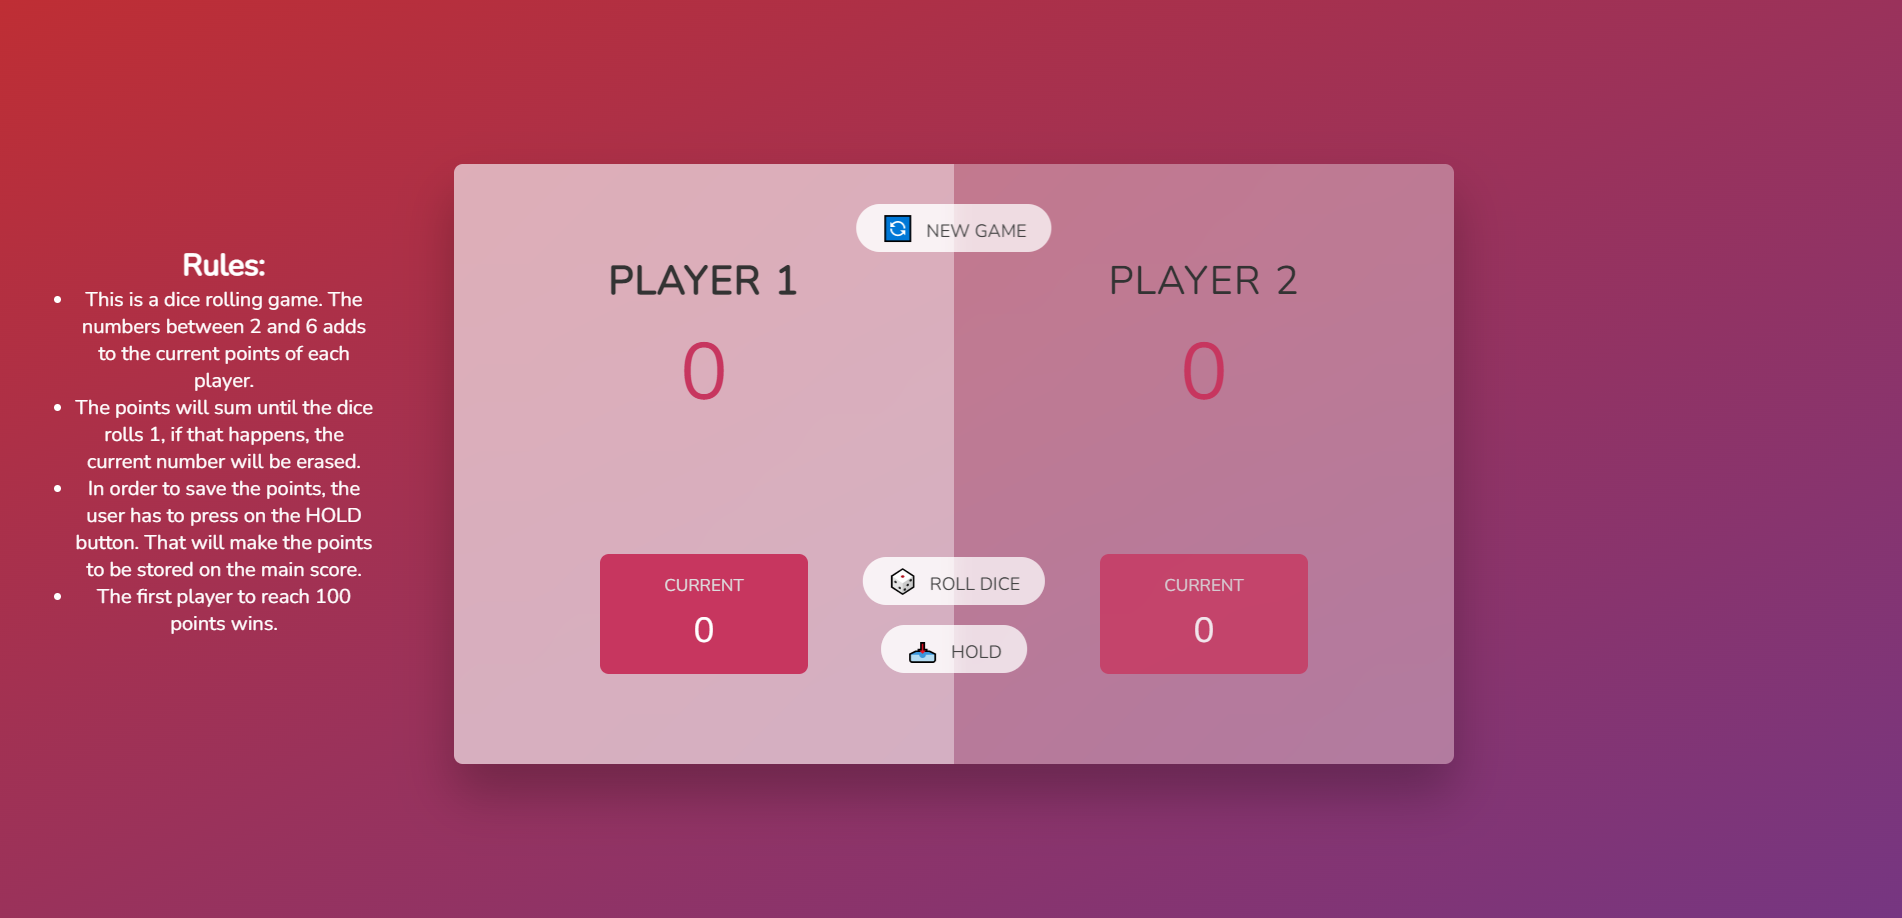 Rules:
This is a dice rolling game. The
numbers between 2 and 6 adds
to the current points of each
player.
The points will sum until the dice
rolls 1, if that happens, the
current number will be erased.
In order to save the points, the
user has to press on the HOLD
button. That will make the points
to be stored on the main score.
The first player to reach 100
points wins.
NEW GAME
PLAYER 1
0
PLAYER 2
0
CURRENT
0
ROLL DICE
HOLD
CURRENT
0